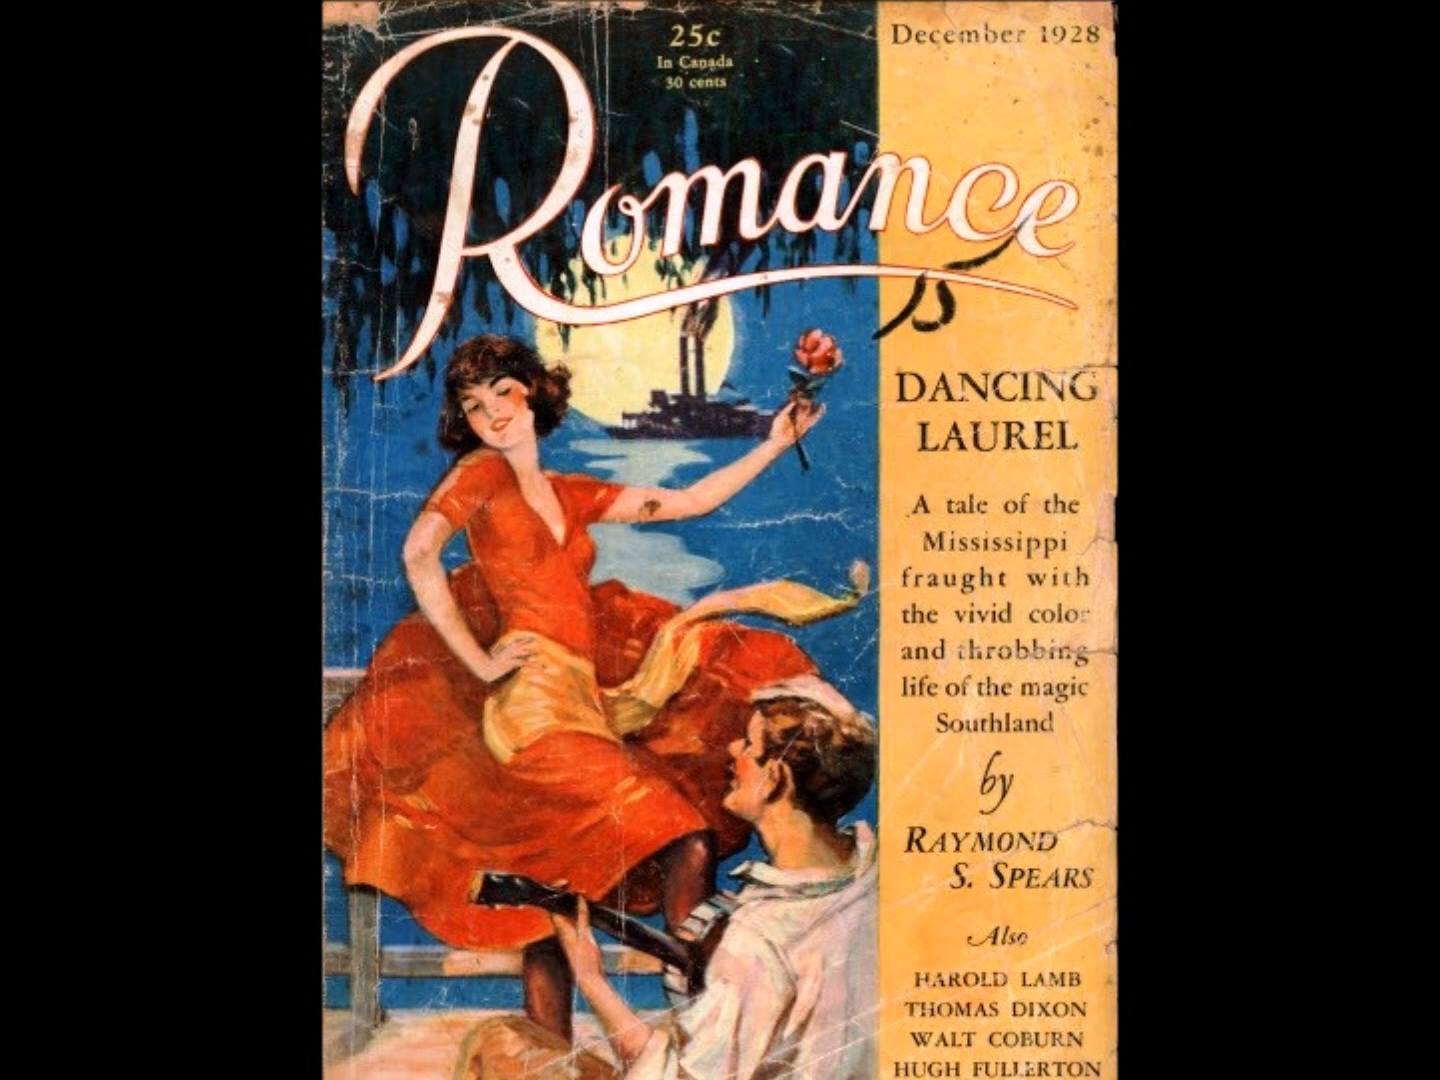 25c
In Canada
30 cents
December 1928
Romance
DANCING
LAUREL
A tale of the
Mississippi
fraught with
the vivid color
and throbbing
life of the magic
Southland
by
RAYMOND
S. SPEARS
Also
HAROLD LAMB
THOMAS DIXON
WALT COBURN
HUGH FULLERTON